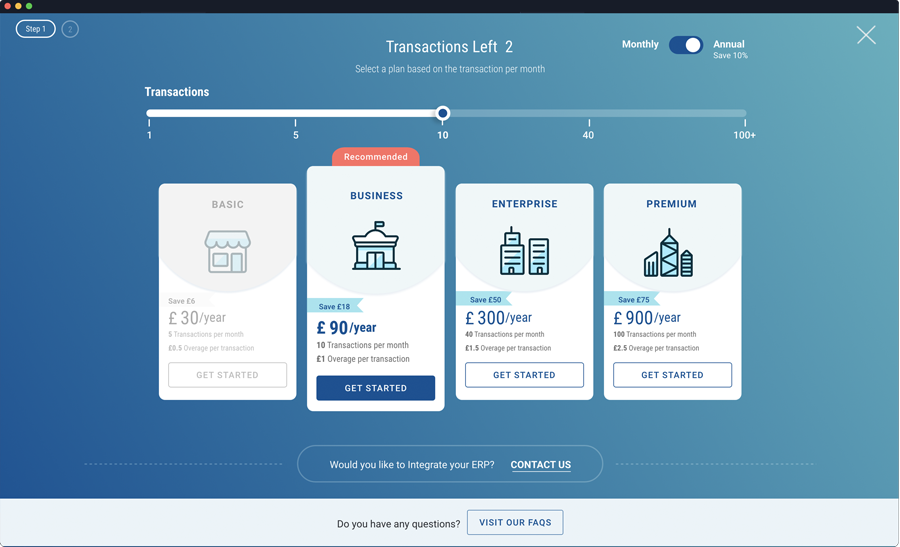 Step 1
2
Transactions Left 2
Select a plan based on the transaction per month
Monthly
Annual
Save 10%
Transactions
1
5
10
40
100+
Recommended
BASIC
Save £6
£ 30/year
5 Transactions per month
£0.5 Overage per transaction
GET STARTED
BUSINESS
Save £18
£ 90/year
10 Transactions per month
£1 Overage per transaction
GET STARTED
ENTERPRISE
Save £50
£ 300/year
40 Transactions per month
£1.5 Overage per transaction
GET STARTED
PREMIUM
Save £75
£ 900/year
100 Transactions per month
£2.5 Overage per transaction
GET STARTED
Would you like to Integrate your ERP? CONTACT US
Do you have any questions? VISIT OUR FAQS